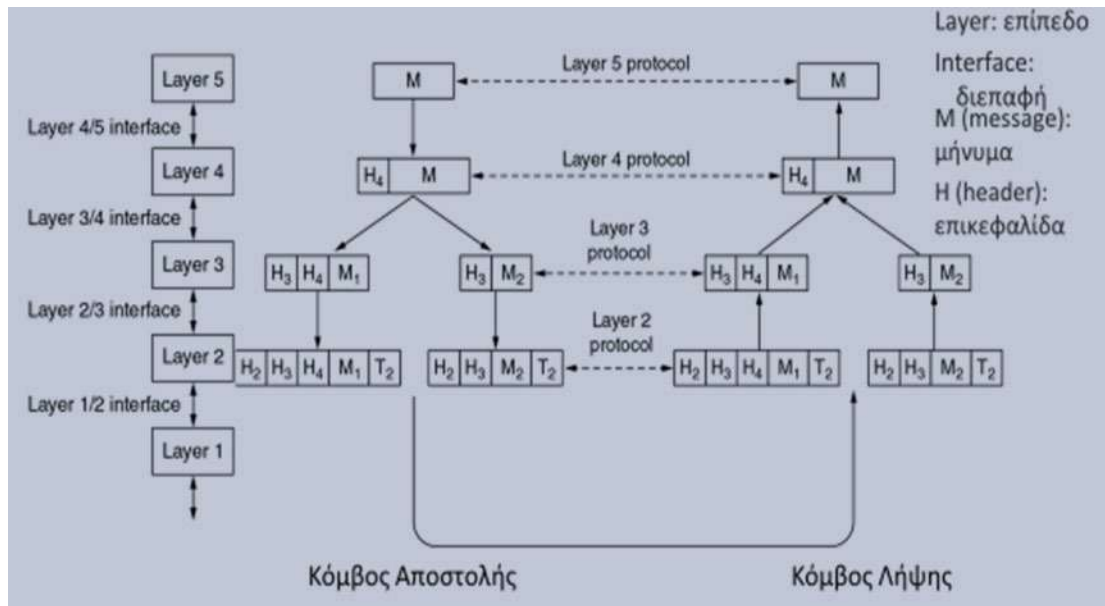 Layer 5
Layer 4/5 interface
Layer 4
Layer 3/4 interface
Layer 3
Layer 2/3 interface
Layer 2
Layer 1/2 interface
Layer 1
M
Layer 5 protocol
M
H4 M
Layer 4 protocol
H4 M
H3 H4 M1
H3 M2
Layer 3
protocol
H3 H4 M1
H3 M2
H2 H3 H4 M1 T2
H2 H3 M2 T2
Layer 2
protocol
H2 H3 H4 M1 T2
H2 H3 M2 T2
Κόμβος Αποστολής
Κόμβος Λήψης
Layer: επίπεδο
Interface:
διεπαφή
M (message):
μήνυμα
H (header):
επικεφαλίδα